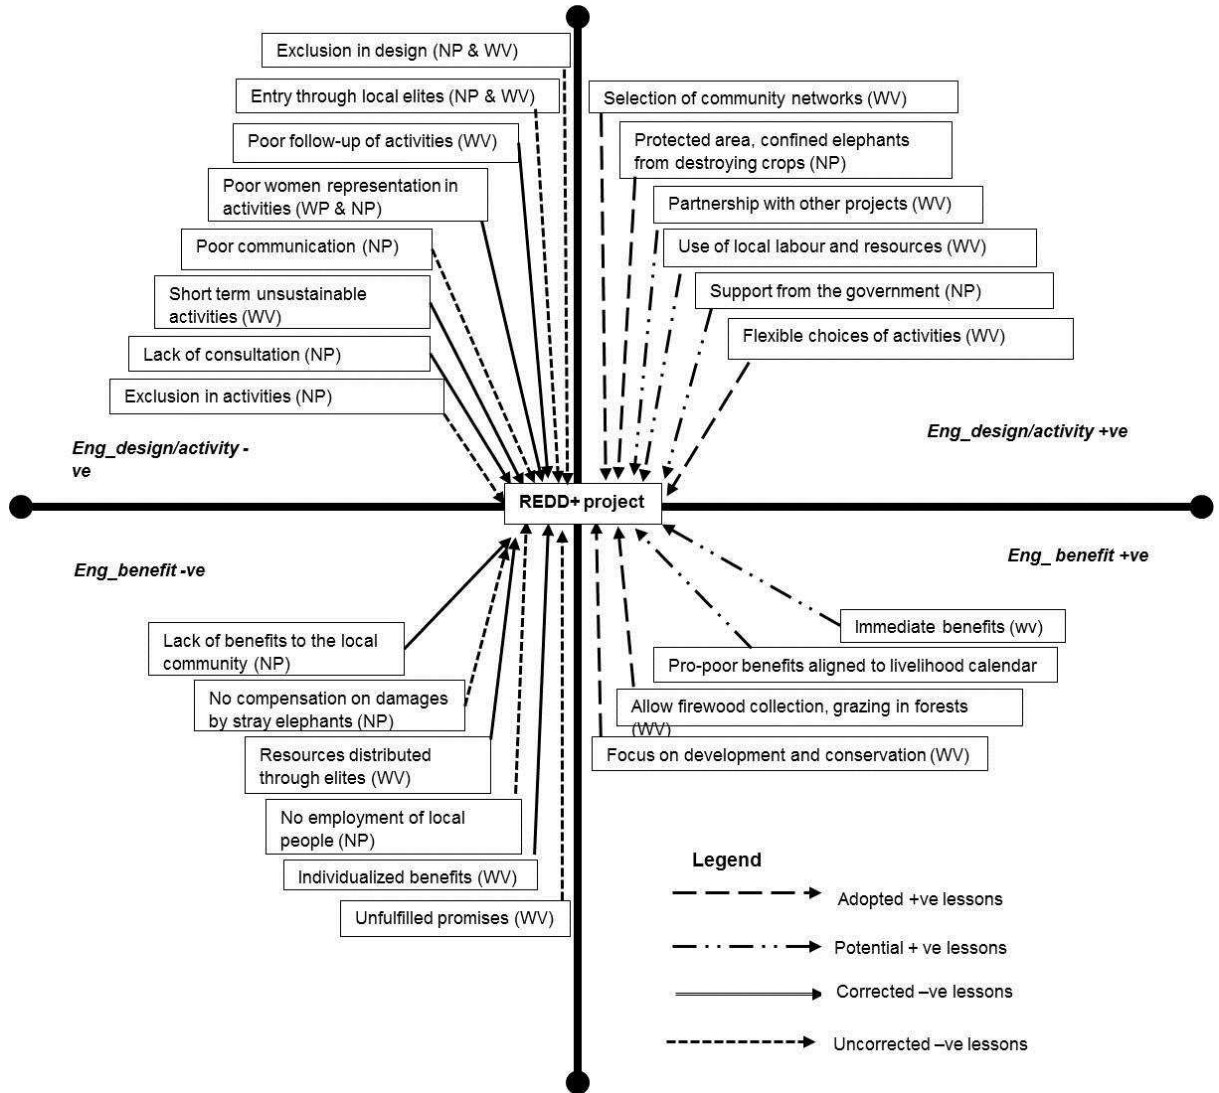 Exclusion in design (NP & WV)
Entry through local elites (NP & WV)
Poor follow-up of activities (WV)
Poor women representation in
activities (WP & NP)
Poor communication (NP)
Short term unsustainable
activities (WV)
Lack of consultation (NP)
Exclusion in activities (NP)
Eng_design/activity -
ve
Selection of community networks (WV)
Protected area, confined elephants
from destroying crops (NP)
Partnership with other projects (WV)
Use of local labour and resources (WV)
Support from the government (NP)
Flexible choices of activities (WV)
Eng_design/activity +ve
REDD+ project
Eng_benefit -ve
Lack of benefits to the local
community (NP)
No compensation on damages
by stray elephants (NP)
Resources distributed
through elites (WV)
No employment of local
people (NP)
Individualized benefits (WV)
Unfulfilled promises (WV)
Eng_ benefit +ve
Immediate benefits (wv)
Pro-poor benefits aligned to livelihood calendar
Allow firewood collection, grazing in forests
(WV)
Focus on development and conservation (WV)
Legend
Adopted +ve lessons
Potential + ve lessons
Corrected –ve lessons
Uncorrected –ve lessons